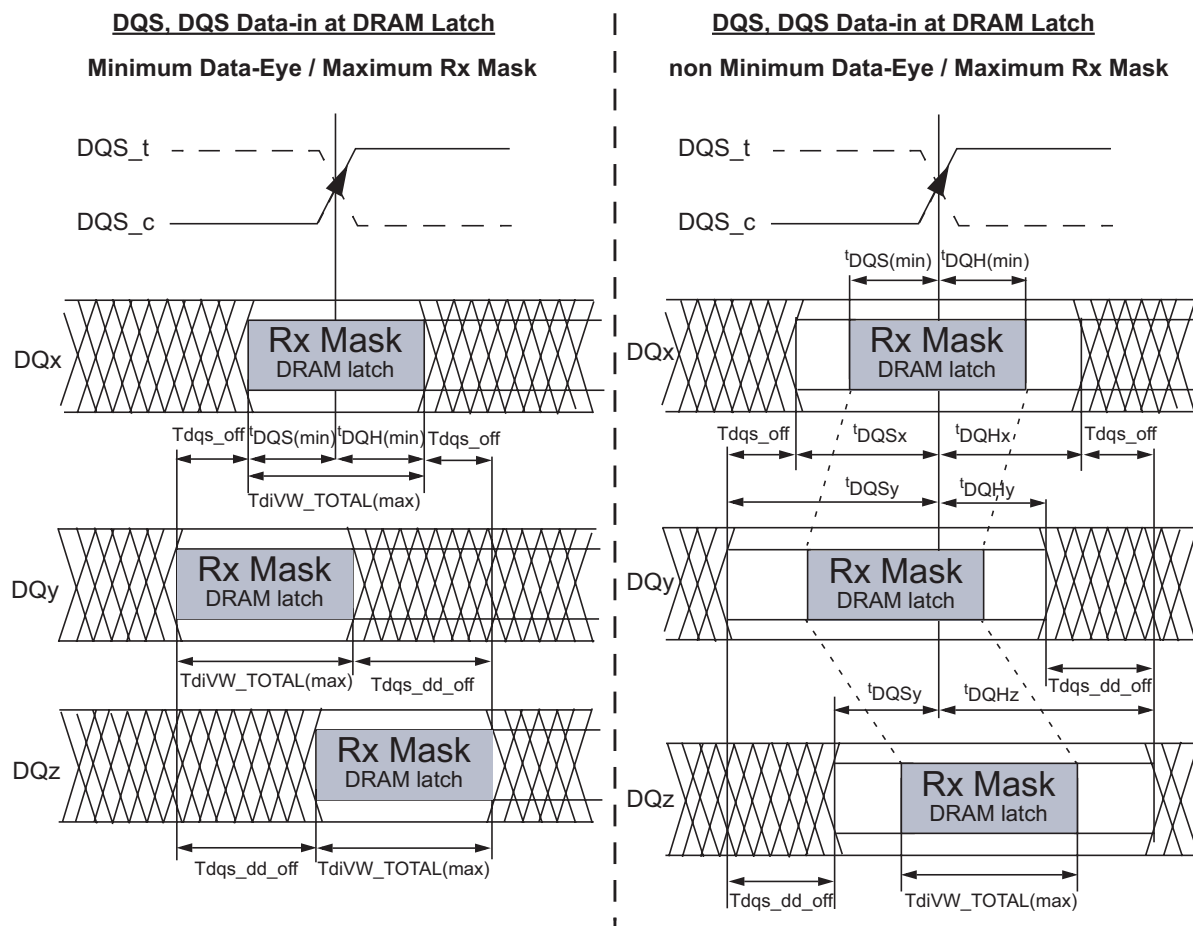 DQS, DQS Data-in at DRAM Latch
Minimum Data-Eye / Maximum Rx Mask
DQS_t
DQS_c
DQx
Rx Mask
DRAM latch
Tdqs_off
tDQS(min)
tDQH(min)
Tdqs_off
TdiVW_TOTAL(max)
DQy
Rx Mask
DRAM latch
TdiVW_TOTAL(max)
Tdqs_dd_off
DQz
Rx Mask
DRAM latch
Tdqs_dd_off
TdiVW_TOTAL(max)
DQS, DQS Data-in at DRAM Latch
non Minimum Data-Eye / Maximum Rx Mask
DQS_t
DQS_c
tDQS(min)
tDQH(min)
DQx
Rx Mask
DRAM latch
Tdqs_off
tDQSx
tDQHx
Tdqs_off
tDQSy
tDQHy
DQy
Rx Mask
DRAM latch
Tdqs_dd_off
tDQSy
tDQHz
DQz
Rx Mask
DRAM latch
Tdqs_dd_off
TdiVW_TOTAL(max)